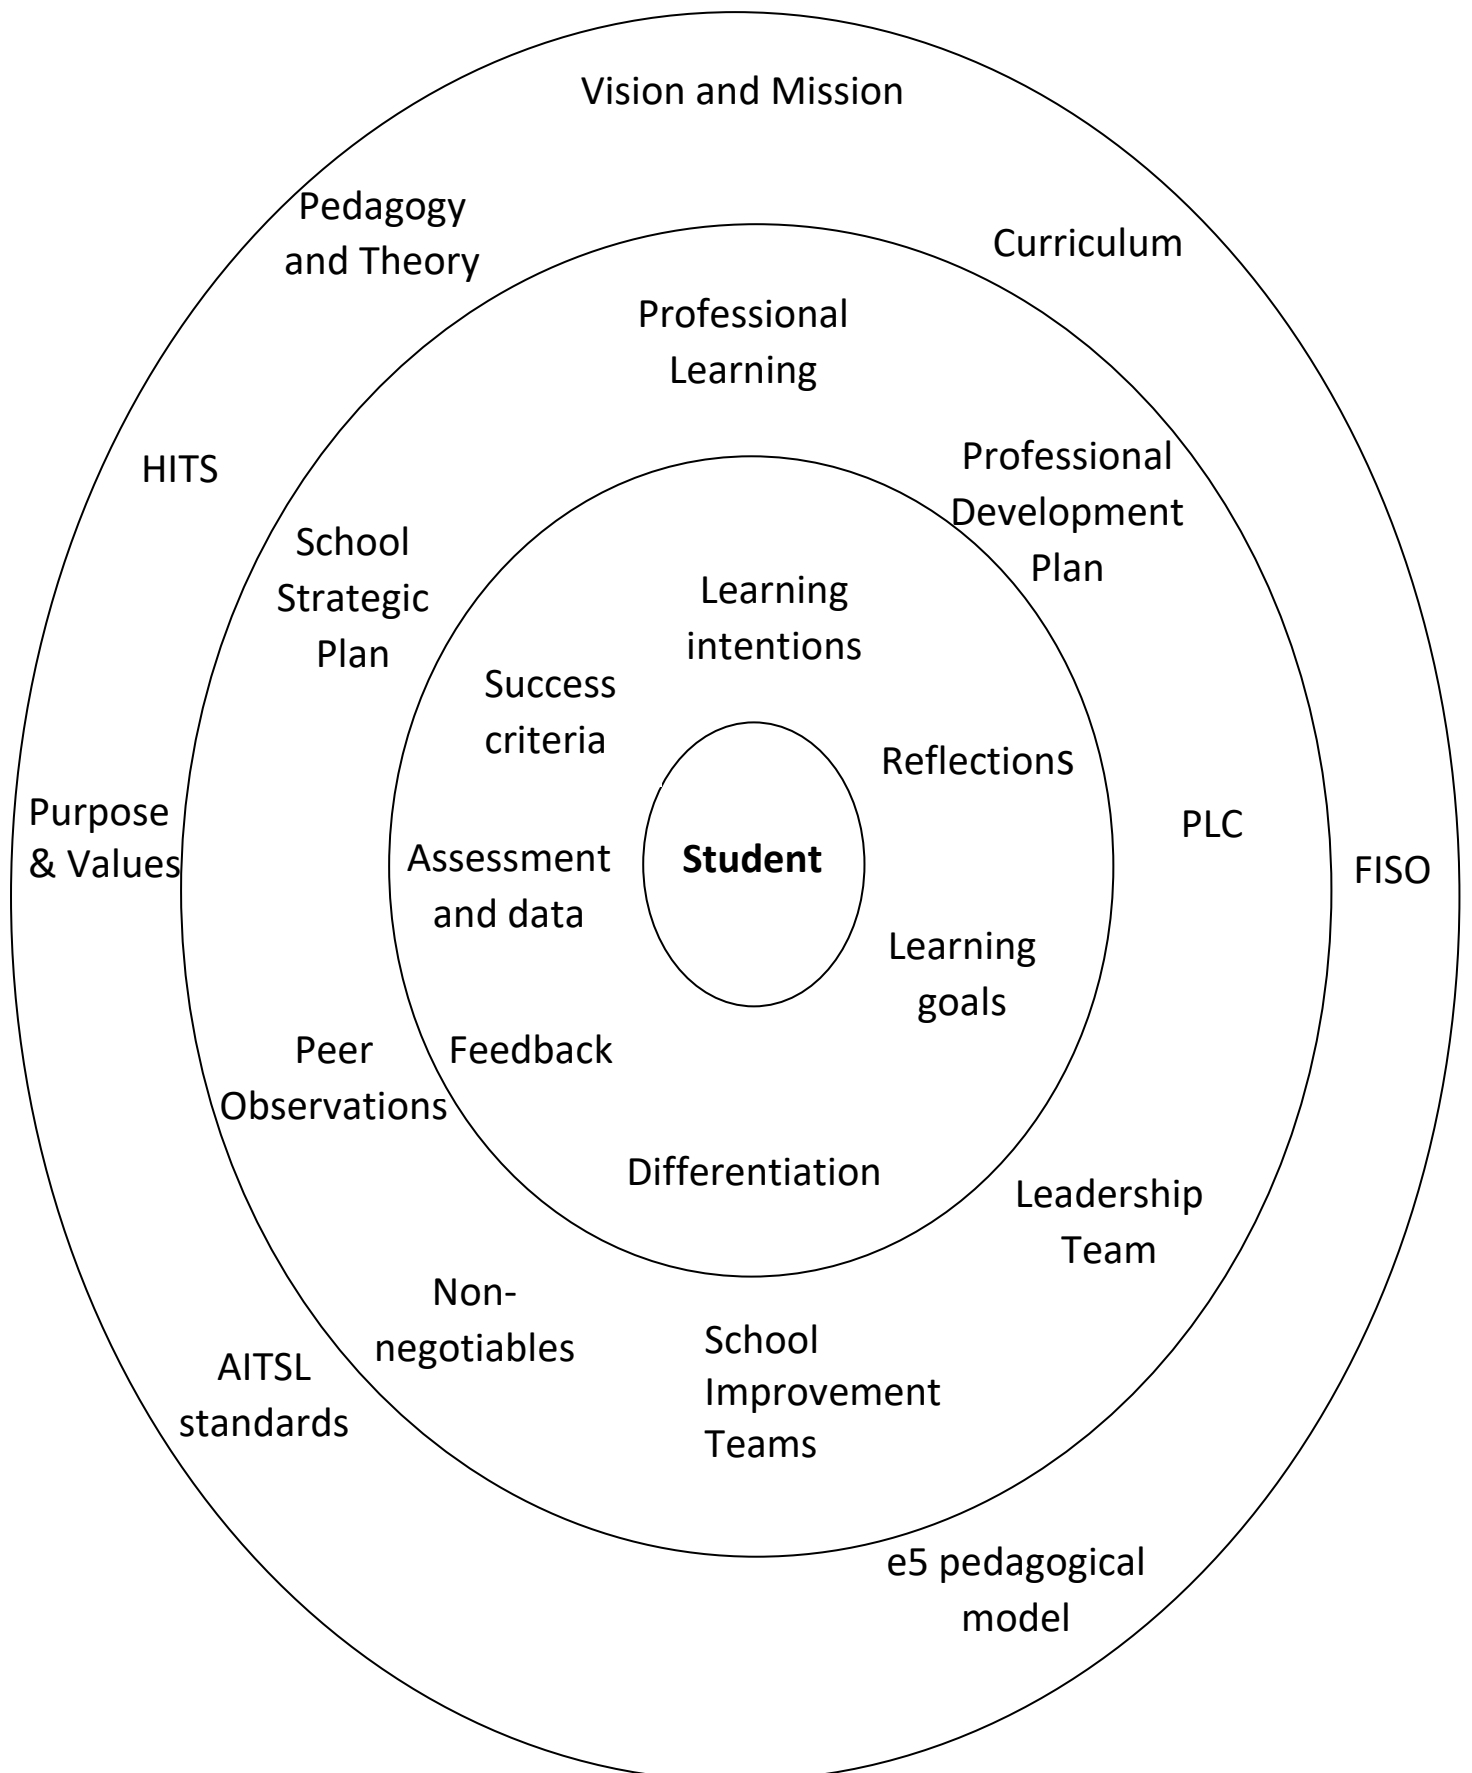 Vision and Mission
Pedagogy
and Theory
Curriculum
Professional
Learning
HITS
Professional
Development
Plan
School
Strategic
Plan
Learning
intentions
Success
criteria
Reflections
Purpose
& Values
PLC
Assessment
and data
Student
FISO
Learning
goals
Peer
Observations
Feedback
Differentiation
Leadership
Team
Non-
negotiables
School
Improvement
Teams
AITSL
standards
e5 pedagogical
model